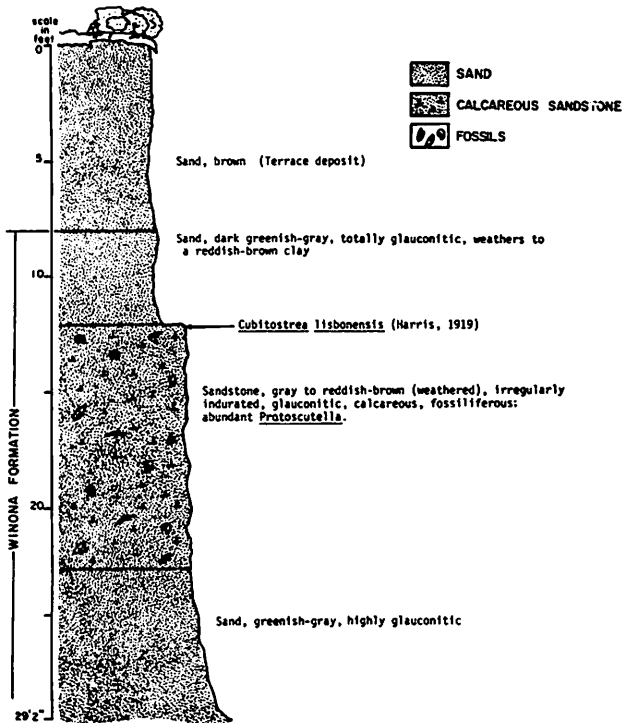 scale
in
feet
0
SAND
CALCAREOUS SANDSTONE
FOSSILS
5
Sand, brown (Terrace deposit)
Sand, dark greenish-gray, totally glauconitic, weathers to
a reddish-brown clay
10
Cubitostrea lisbonensis (Harris, 1919)
Sandstone, gray to reddish-brown (weathered), irregularly
indurated, glauconitic, calcareous, fossiliferous:
abundant Protoscutella.
WINONA FORMATION
20
Sand, greenish-gray, highly glauconitic
29'2"